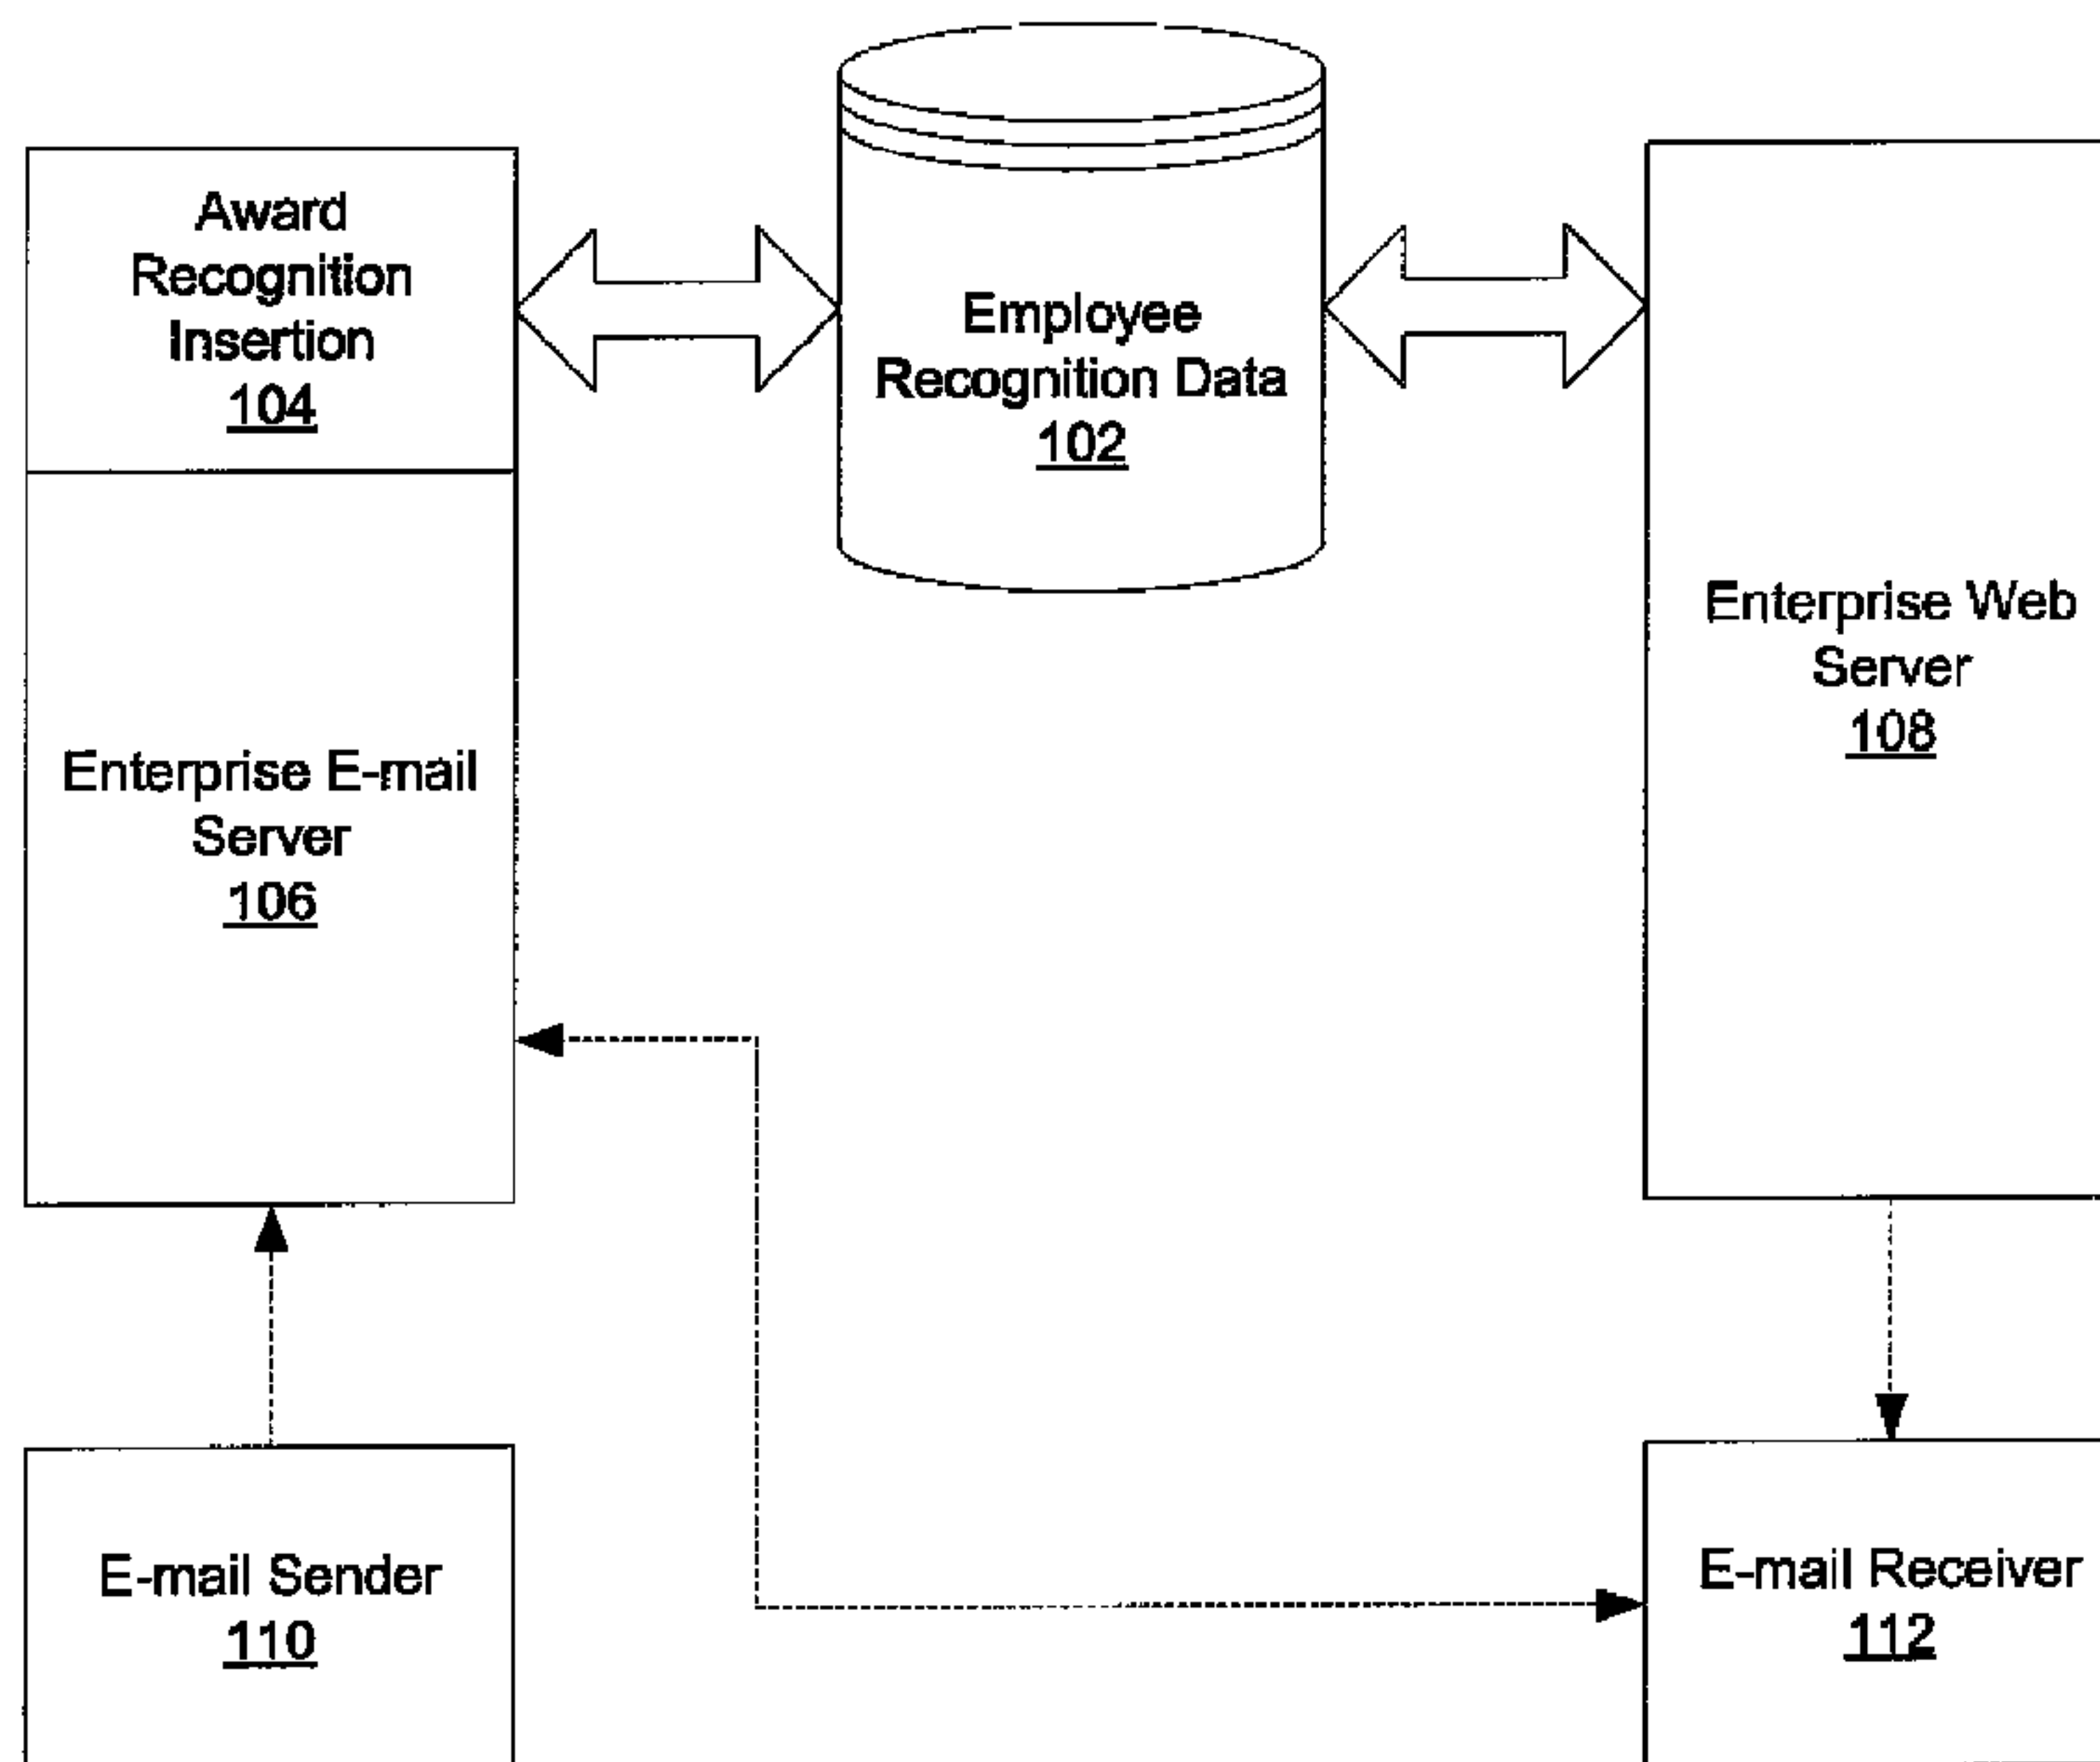 Award
Recognition
Insertion
104
Employee
Recognition Data
102
Enterprise Web
Server
108
Enterprise E-mail
Server
106
E-mail Sender
110
E-mail Receiver
112